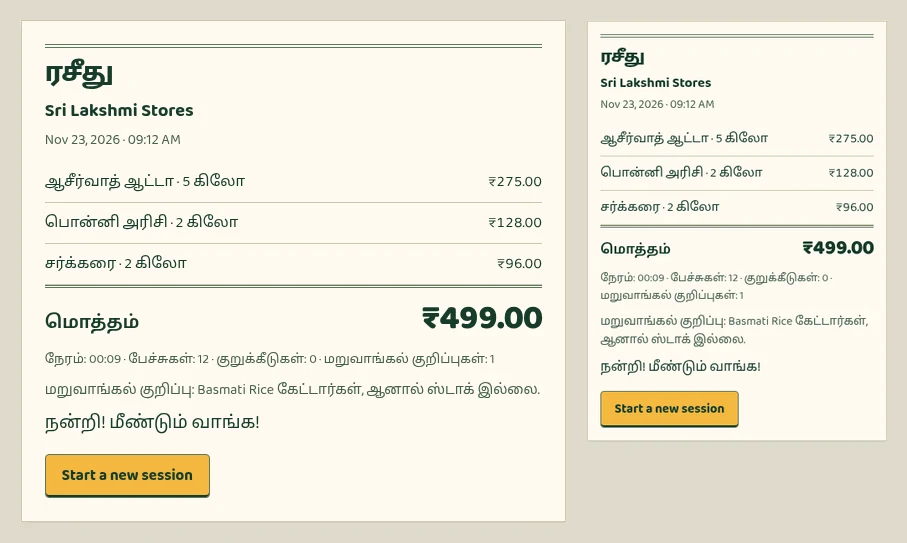 ரசீது
Sri Lakshmi Stores
Nov 23, 2026 · 09:12 AM
ஆசீர்வாத் ஆட்டா · 5 கிலோ ₹275.00
பொன்னி அரிசி · 2 கிலோ ₹128.00
சர்க்கரை · 2 கிலோ ₹96.00
மொத்தம் ₹499.00
நேரம்: 00:09 · பேச்சுகள்: 12 · குறுக்கீடுகள்: 0 · மறுவாங்கல் குறிப்புகள்: 1
மறுவாங்கல் குறிப்பு: Basmati Rice கேட்டார்கள், ஆனால் ஸ்டாக் இல்லை.
நன்றி! மீண்டும் வாங்க!
Start a new session
ரசீது
Sri Lakshmi Stores
Nov 23, 2026 · 09:12 AM
ஆசீர்வாத் ஆட்டா · 5 கிலோ ₹275.00
பொன்னி அரிசி · 2 கிலோ ₹128.00
சர்க்கரை · 2 கிலோ ₹96.00
மொத்தம் ₹499.00
நேரம்: 00:09 · பேச்சுகள்: 12 · குறுக்கீடுகள்: 0 ·
மறுவாங்கல் குறிப்புகள்: 1
மறுவாங்கல் குறிப்பு: Basmati Rice கேட்டார்கள்,
ஆனால் ஸ்டாக் இல்லை.
நன்றி! மீண்டும் வாங்க!
Start a new session